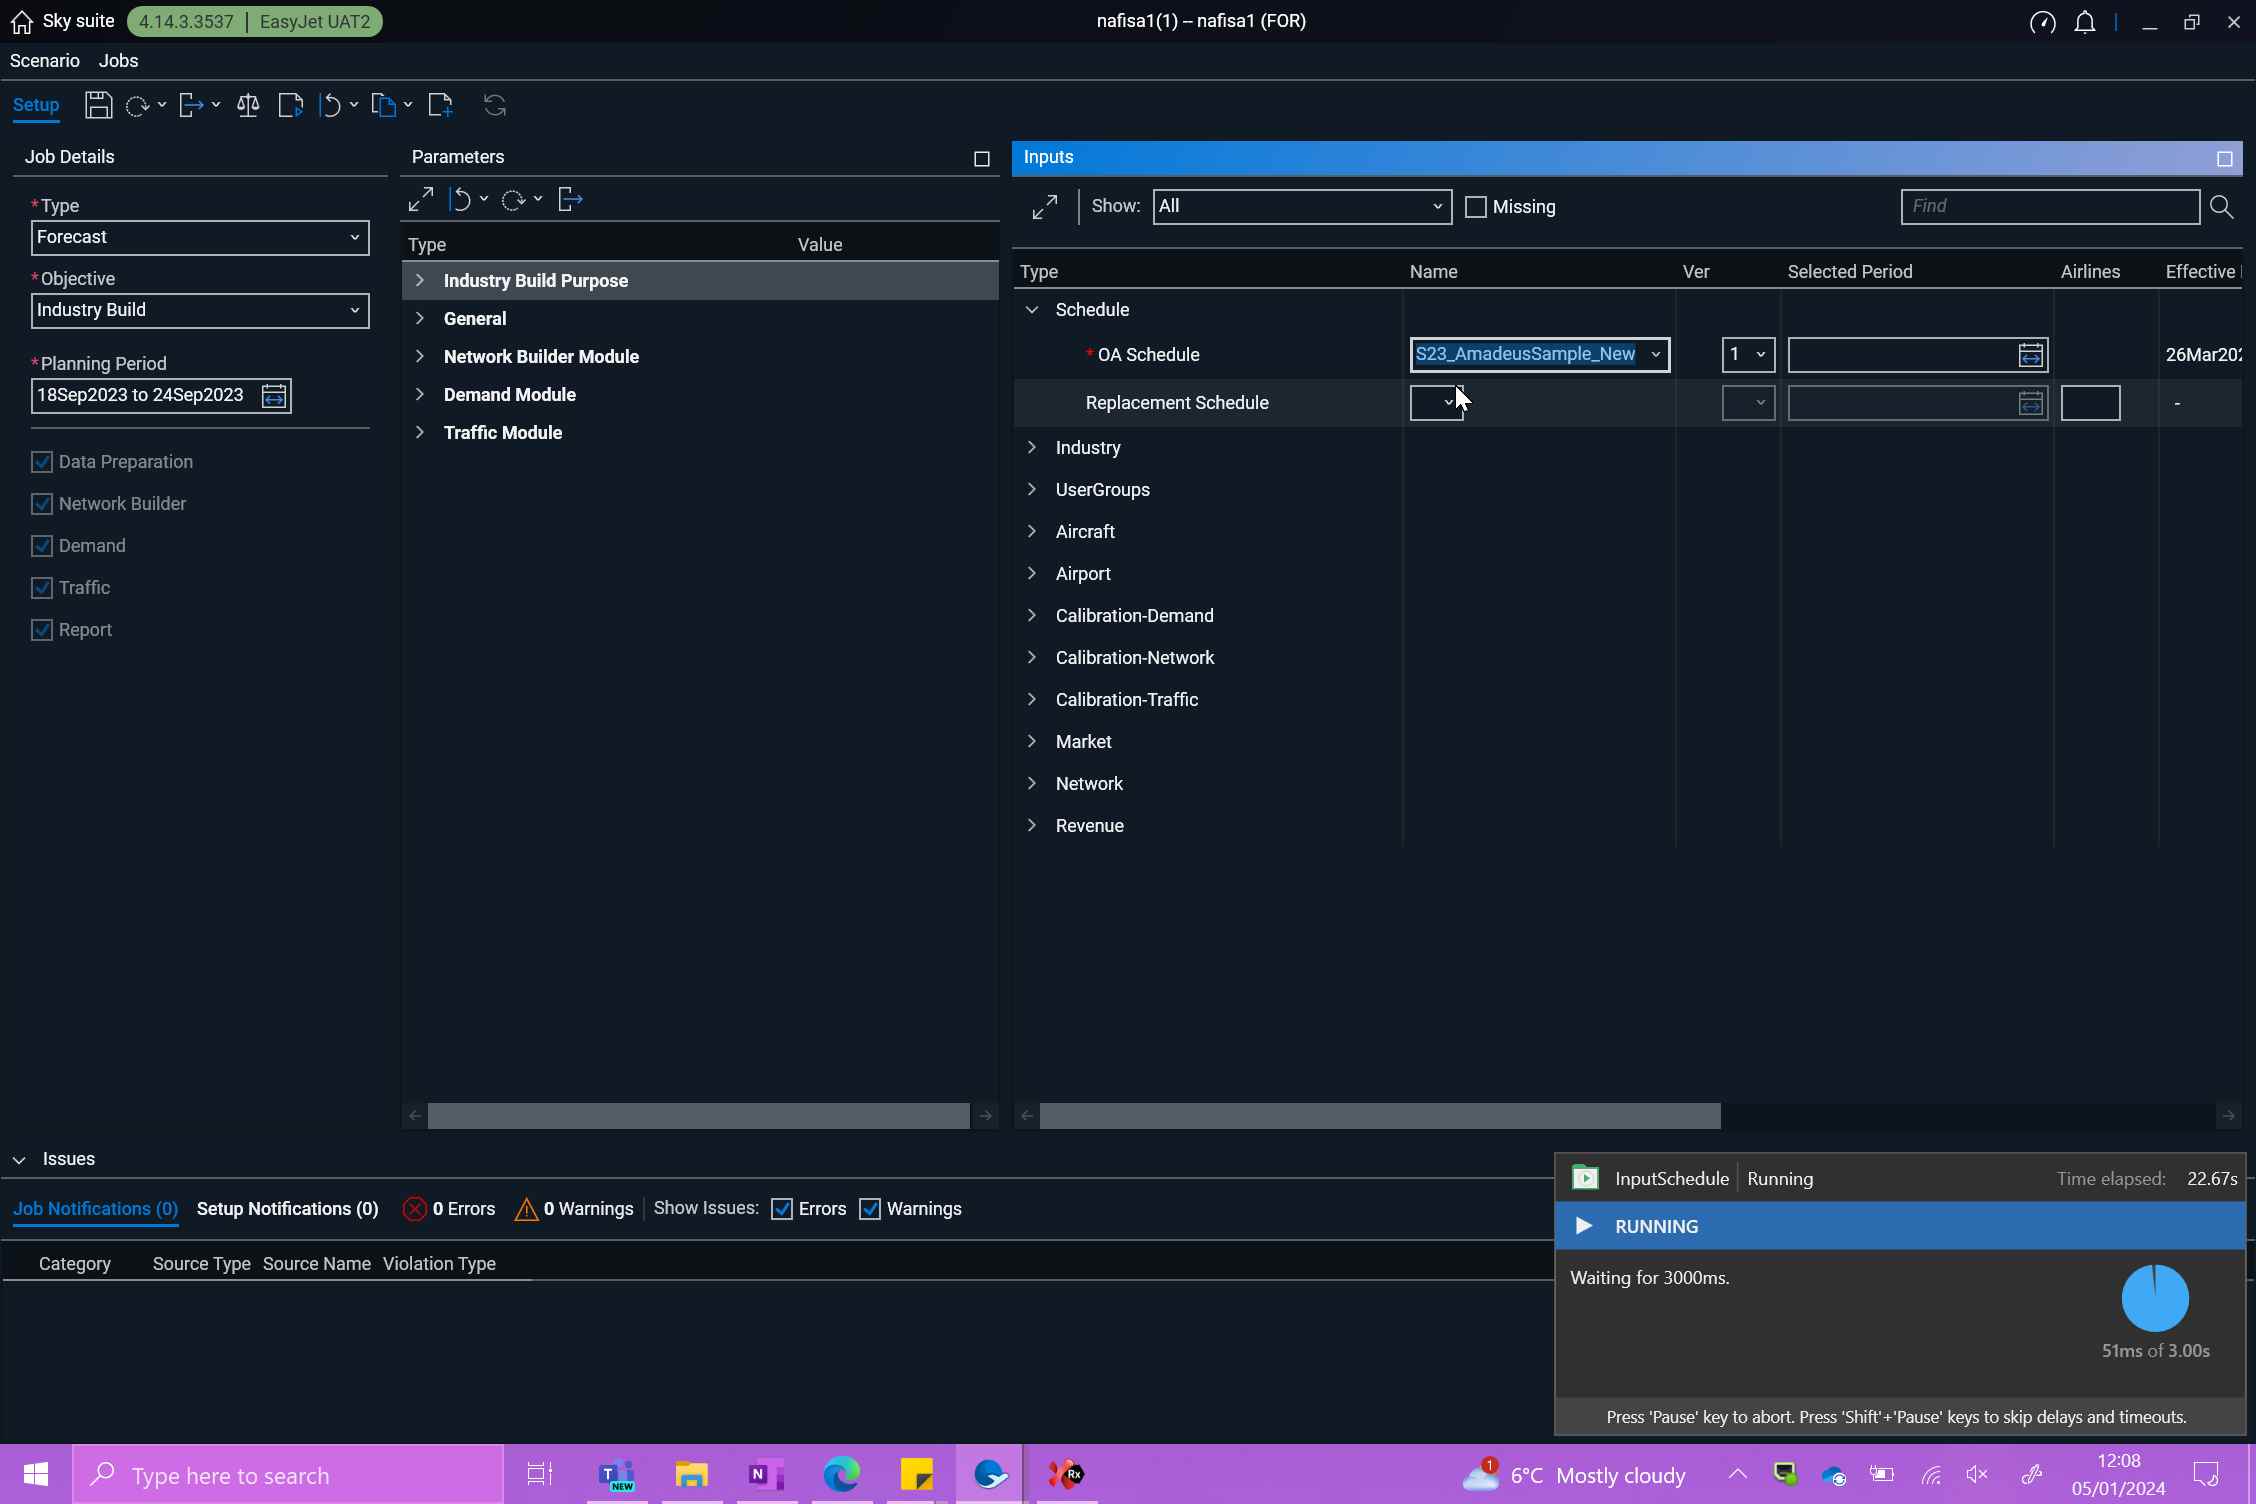 Sky suite 4.14.3.3537 | EasyJet UAT2 nafisa1(1) – nafisa1 (FOR)
Scenario Jobs
Setup
Job Details
*Type
Forecast
*Objective
Industry Build
*Planning Period
18Sep2023 to 24Sep2023
Data Preparation
Network Builder
Demand
Traffic
Report
Parameters
Type Value
Industry Build Purpose
General
Network Builder Module
Demand Module
Traffic Module
Inputs
Show: All Missing Find
Type Name Ver Selected Period Airlines Effective
Schedule
* OA Schedule S23_AmadeusSample_New 1 26Mar202
Replacement Schedule -
Industry
UserGroups
Aircraft
Airport
Calibration-Demand
Calibration-Network
Calibration-Traffic
Market
Network
Revenue
Issues
Job Notifications (0) Setup Notifications (0) 0 Errors 0 Warnings Show Issues: Errors Warnings
Category Source Type Source Name Violation Type
InputSchedule Running Time elapsed: 22.67s
RUNNING
Waiting for 3000ms.
51ms of 3.00s
Press 'Pause' key to abort. Press 'Shift'+'Pause' keys to skip delays and timeouts.
Type here to search T NEW N Rx 1 6°C Mostly cloudy 12:08
05/01/2024